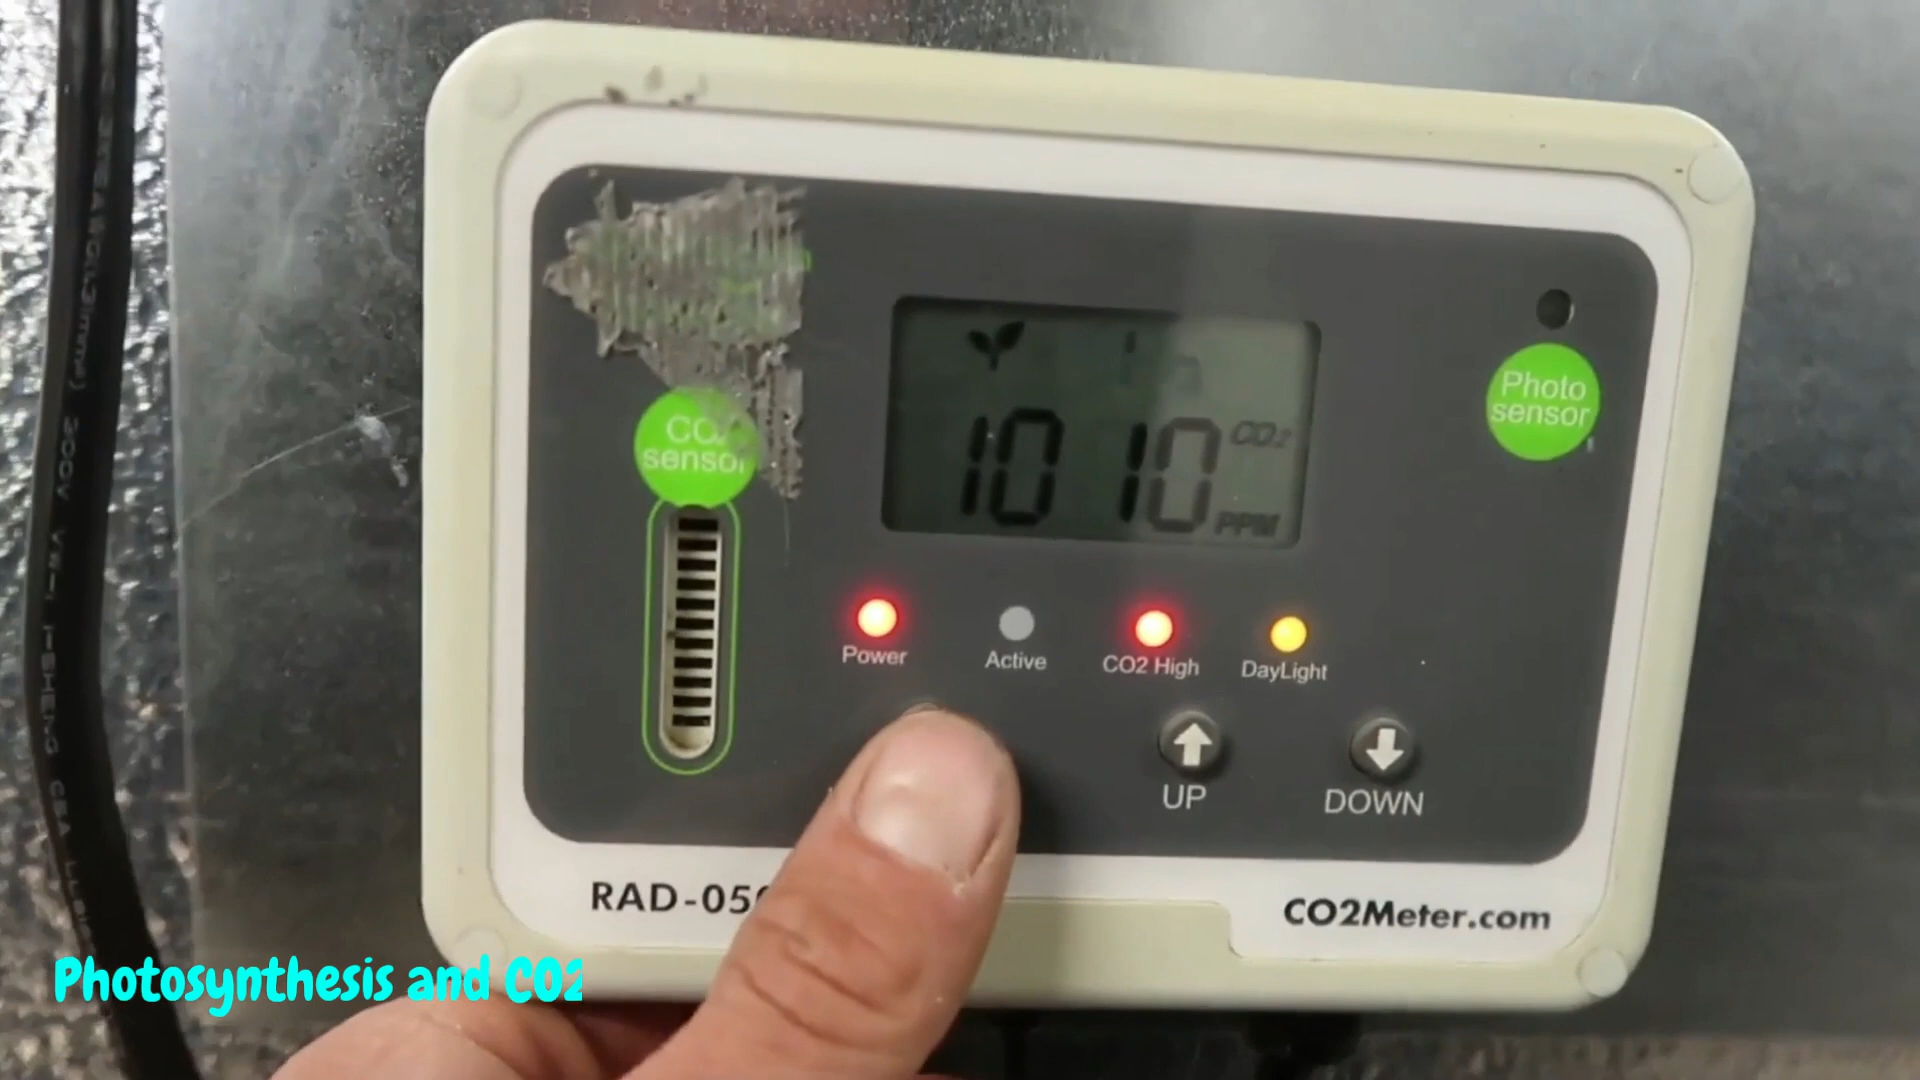 1010 CO2
PPM
Photo
sensor
CO2
sensor
Power
Active
CO2 High
DayLight
UP
DOWN
RAD-05
CO2Meter.com
Photosynthesis and CO2